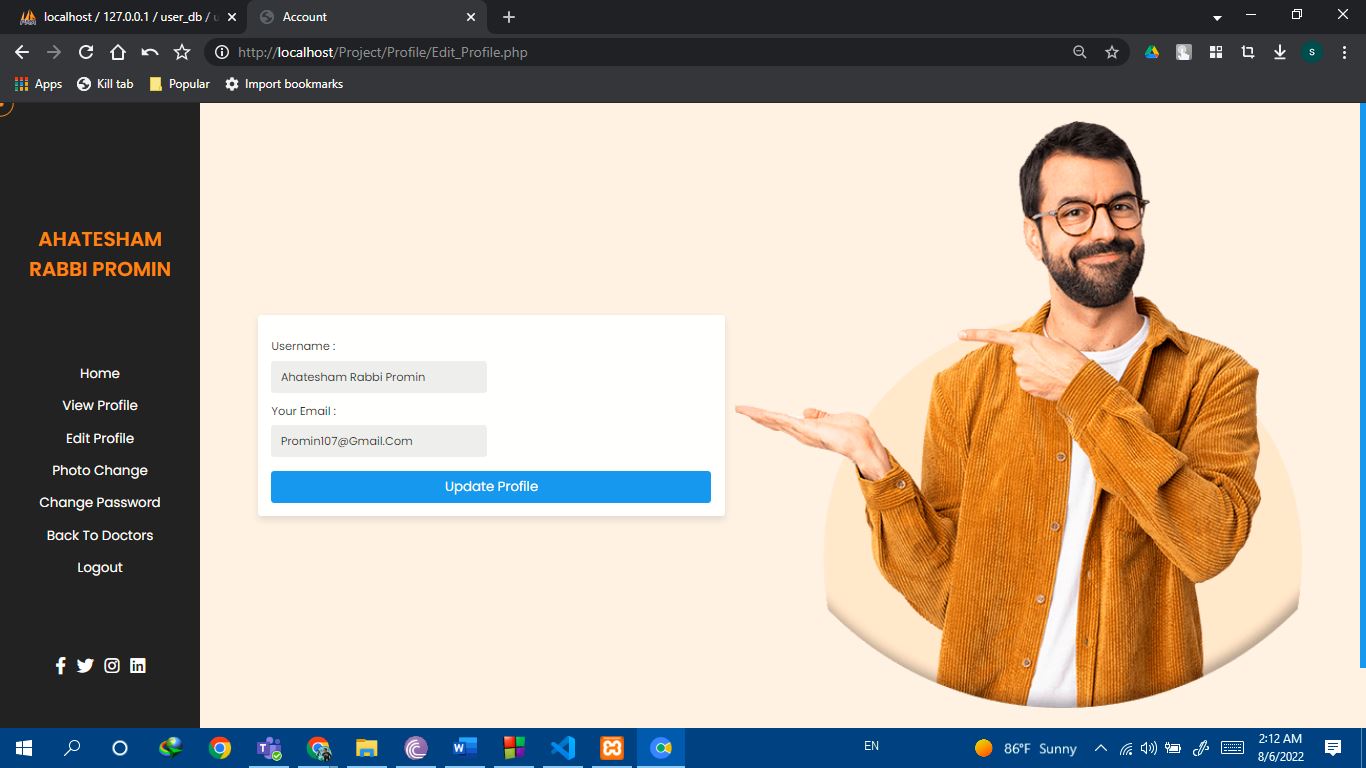 localhost / 127.0.0.1 / user_db / u
Account
http://localhost/Project/Profile/Edit_Profile.php
S
Apps
Kill tab
Popular
Import bookmarks
AHATESHAM
RABBI PROMIN
Home
View Profile
Edit Profile
Photo Change
Change Password
Back To Doctors
Logout
Username :
Ahatesham Rabbi Promin
Your Email :
Promin107@Gmail.Com
Update Profile
EN
86°F Sunny
2:12 AM
8/6/2022